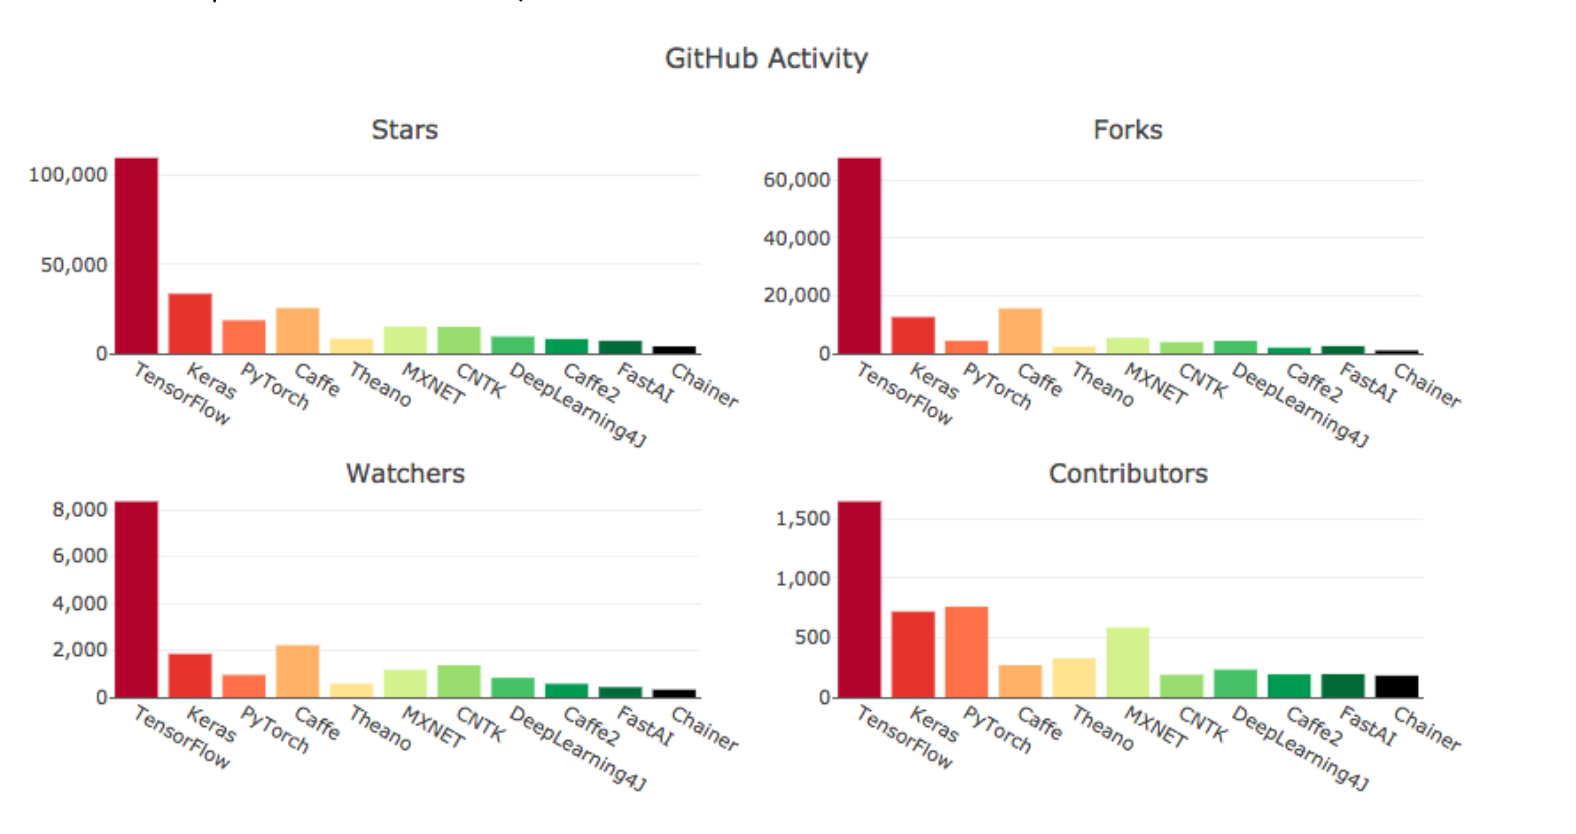 GitHub Activity
Stars
100,000
50,000
0
TensorFlow
Keras
PyTorch
Caffe
Theano
MXNET
CNTK
DeepLearning4J
Caffe2
FastAI
Chainer
Forks
60,000
40,000
20,000
0
TensorFlow
Keras
PyTorch
Caffe
Theano
MXNET
CNTK
DeepLearning4J
Caffe2
FastAI
Chainer
Watchers
8,000
6,000
4,000
2,000
0
TensorFlow
Keras
PyTorch
Caffe
Theano
MXNET
CNTK
DeepLearning4J
Caffe2
FastAI
Chainer
Contributors
1,500
1,000
500
0
TensorFlow
Keras
PyTorch
Caffe
Theano
MXNET
CNTK
DeepLearning4J
Caffe2
FastAI
Chainer